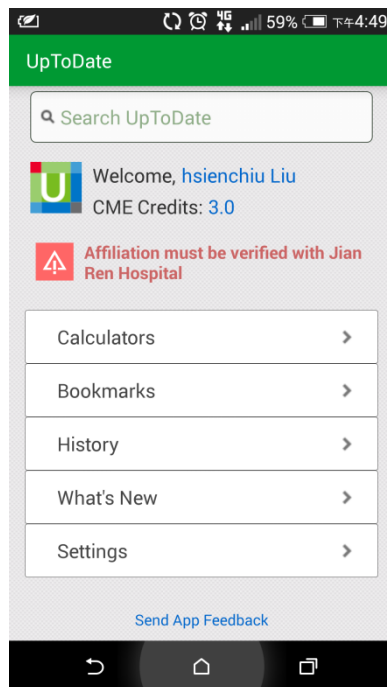 4G 59% 下午4:49
UpToDate
Search UpToDate
U Welcome, hsienchiu Liu
CME Credits: 3.0
Affiliation must be verified with Jian
Ren Hospital
Calculators
Bookmarks
History
What's New
Settings
Send App Feedback